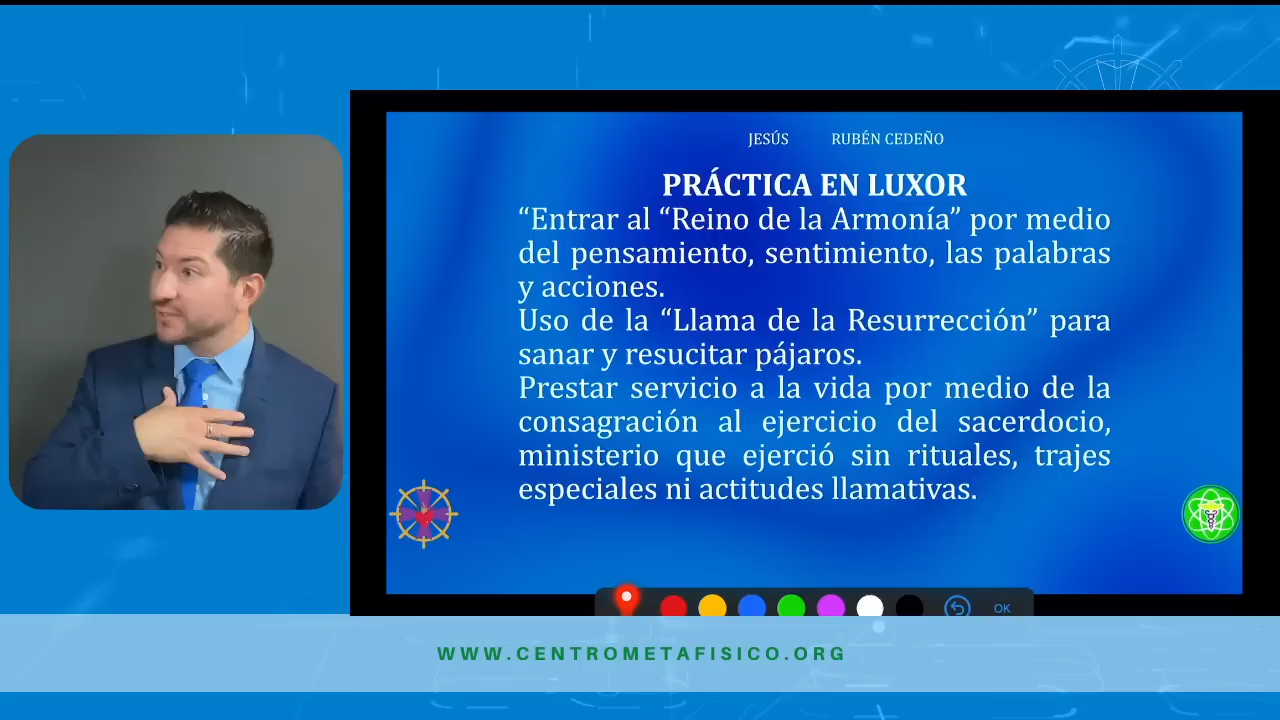 JESÚS RUBÉN CEDEÑO
PRÁCTICA EN LUXOR
“Entrar al “Reino de la Armonía” por medio
del pensamiento, sentimiento, las palabras
y acciones.
Uso de la “Llama de la Resurrección” para
sanar y resucitar pájaros.
Prestar servicio a la vida por medio de la
consagración al ejercicio del sacerdocio,
ministerio que ejerció sin rituales, trajes
especiales ni actitudes llamativas.
OK
WWW.CENTROMETAFISICO.ORG